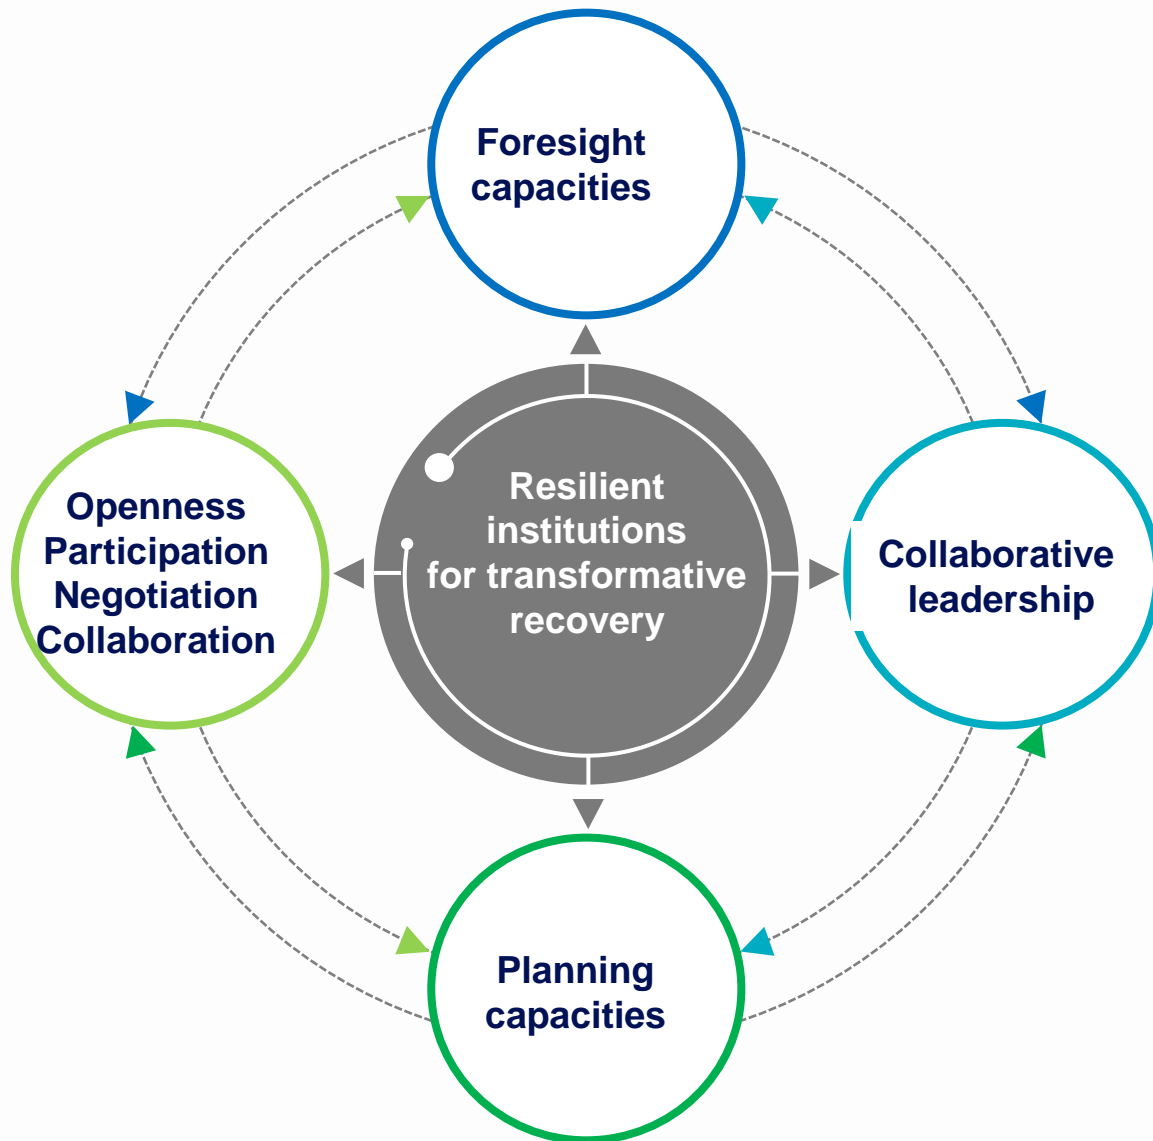 Foresight
capacities
Openness
Participation
Negotiation
Collaboration
Resilient
institutions
for transformative
recovery
Collaborative
leadership
Planning
capacities